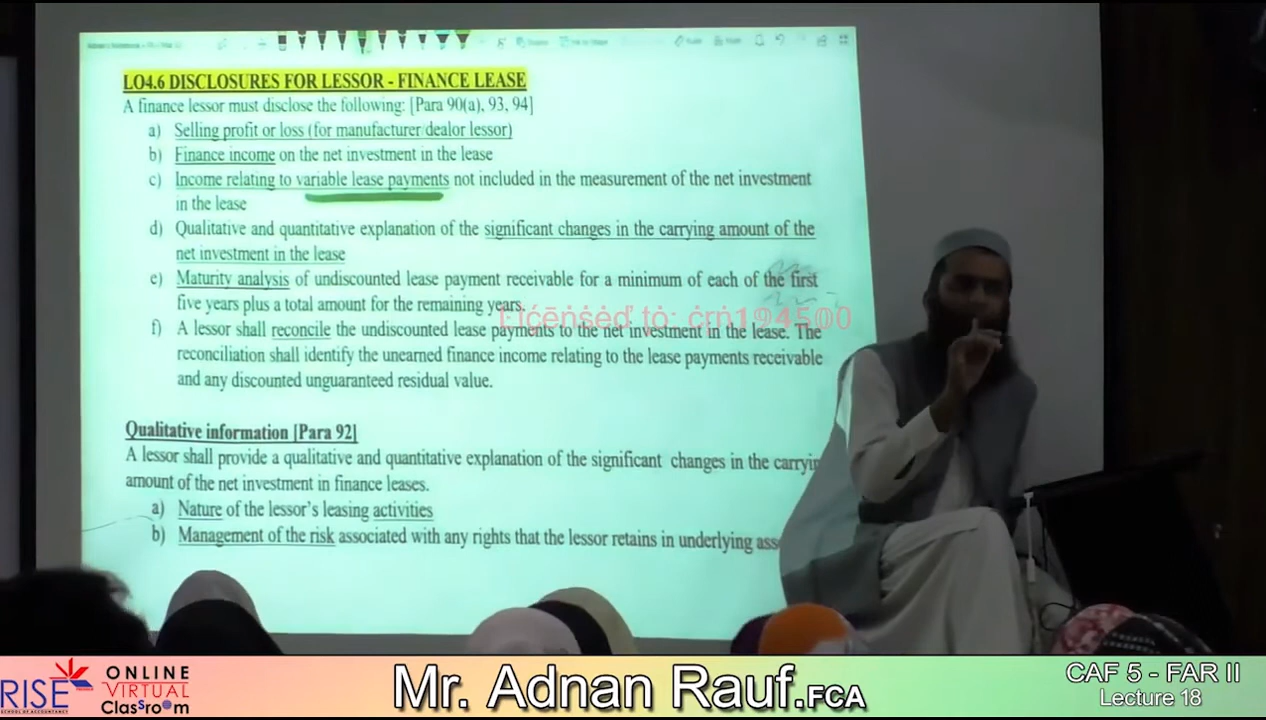 LO4.6 DISCLOSURES FOR LESSOR - FINANCE LEASE
A finance lessor must disclose the following: [Para 90(a), 93, 94]
a) Selling profit or loss (for manufacturer/dealor lessor)
b) Finance income on the net investment in the lease
c) Income relating to variable lease payments not included in the measurement of the net investment
in the lease
d) Qualitative and quantitative explanation of the significant changes in the carrying amount of the
net investment in the lease
e) Maturity analysis of undiscounted lease payment receivable for a minimum of each of the first
five years plus a total amount for the remaining years.
Licensed to: crn194500
f) A lessor shall reconcile the undiscounted lease payments to the net investment in the lease. The
reconciliation shall identify the unearned finance income relating to the lease payments receivable
and any discounted unguaranteed residual value.
Qualitative information [Para 92]
A lessor shall provide a qualitative and quantitative explanation of the significant changes in the carryin
amount of the net investment in finance leases.
a) Nature of the lessor's leasing activities
b) Management of the risk associated with any rights that the lessor retains in underlying ass
RISE
ONLINE
VIRTUAL
Classroom
Mr. Adnan Rauf.FCA
CAF 5 - FAR II
Lecture 18